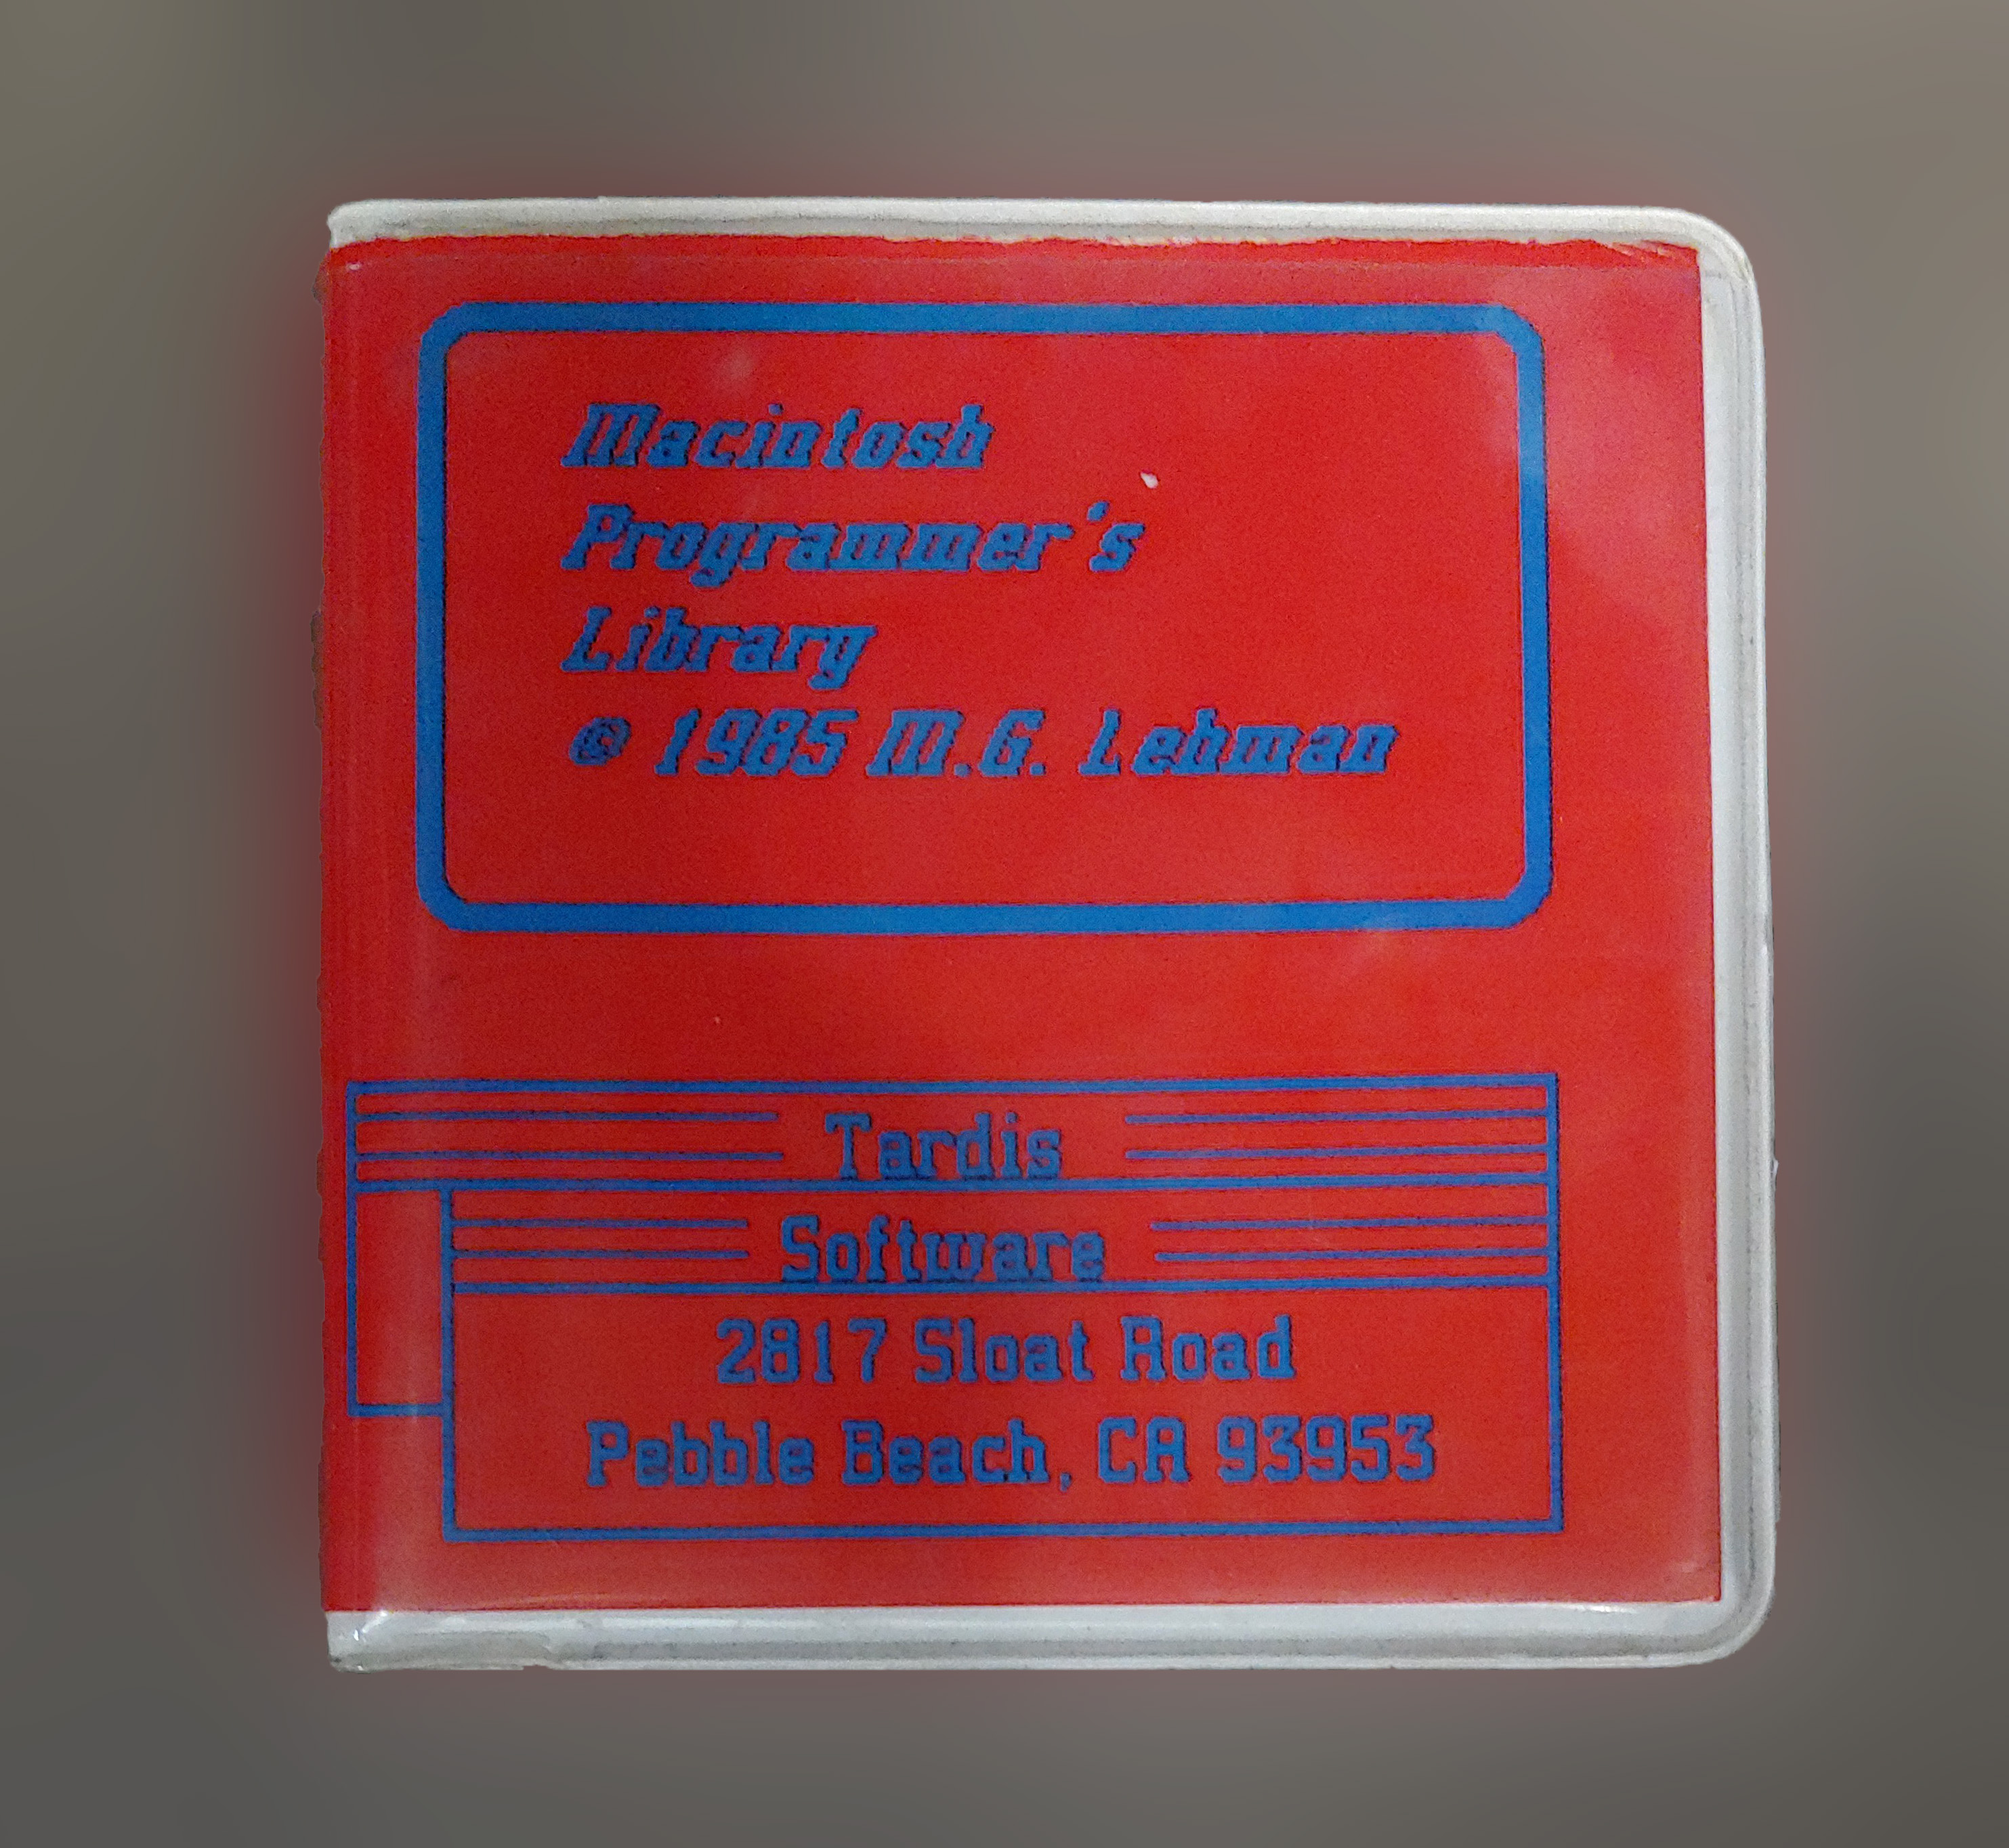 Macintosh
Programmer's
Library
© 1985 M.G. Lehman
Tardis
Software
2817 Sloat Road
Pebble Beach, CA 93953